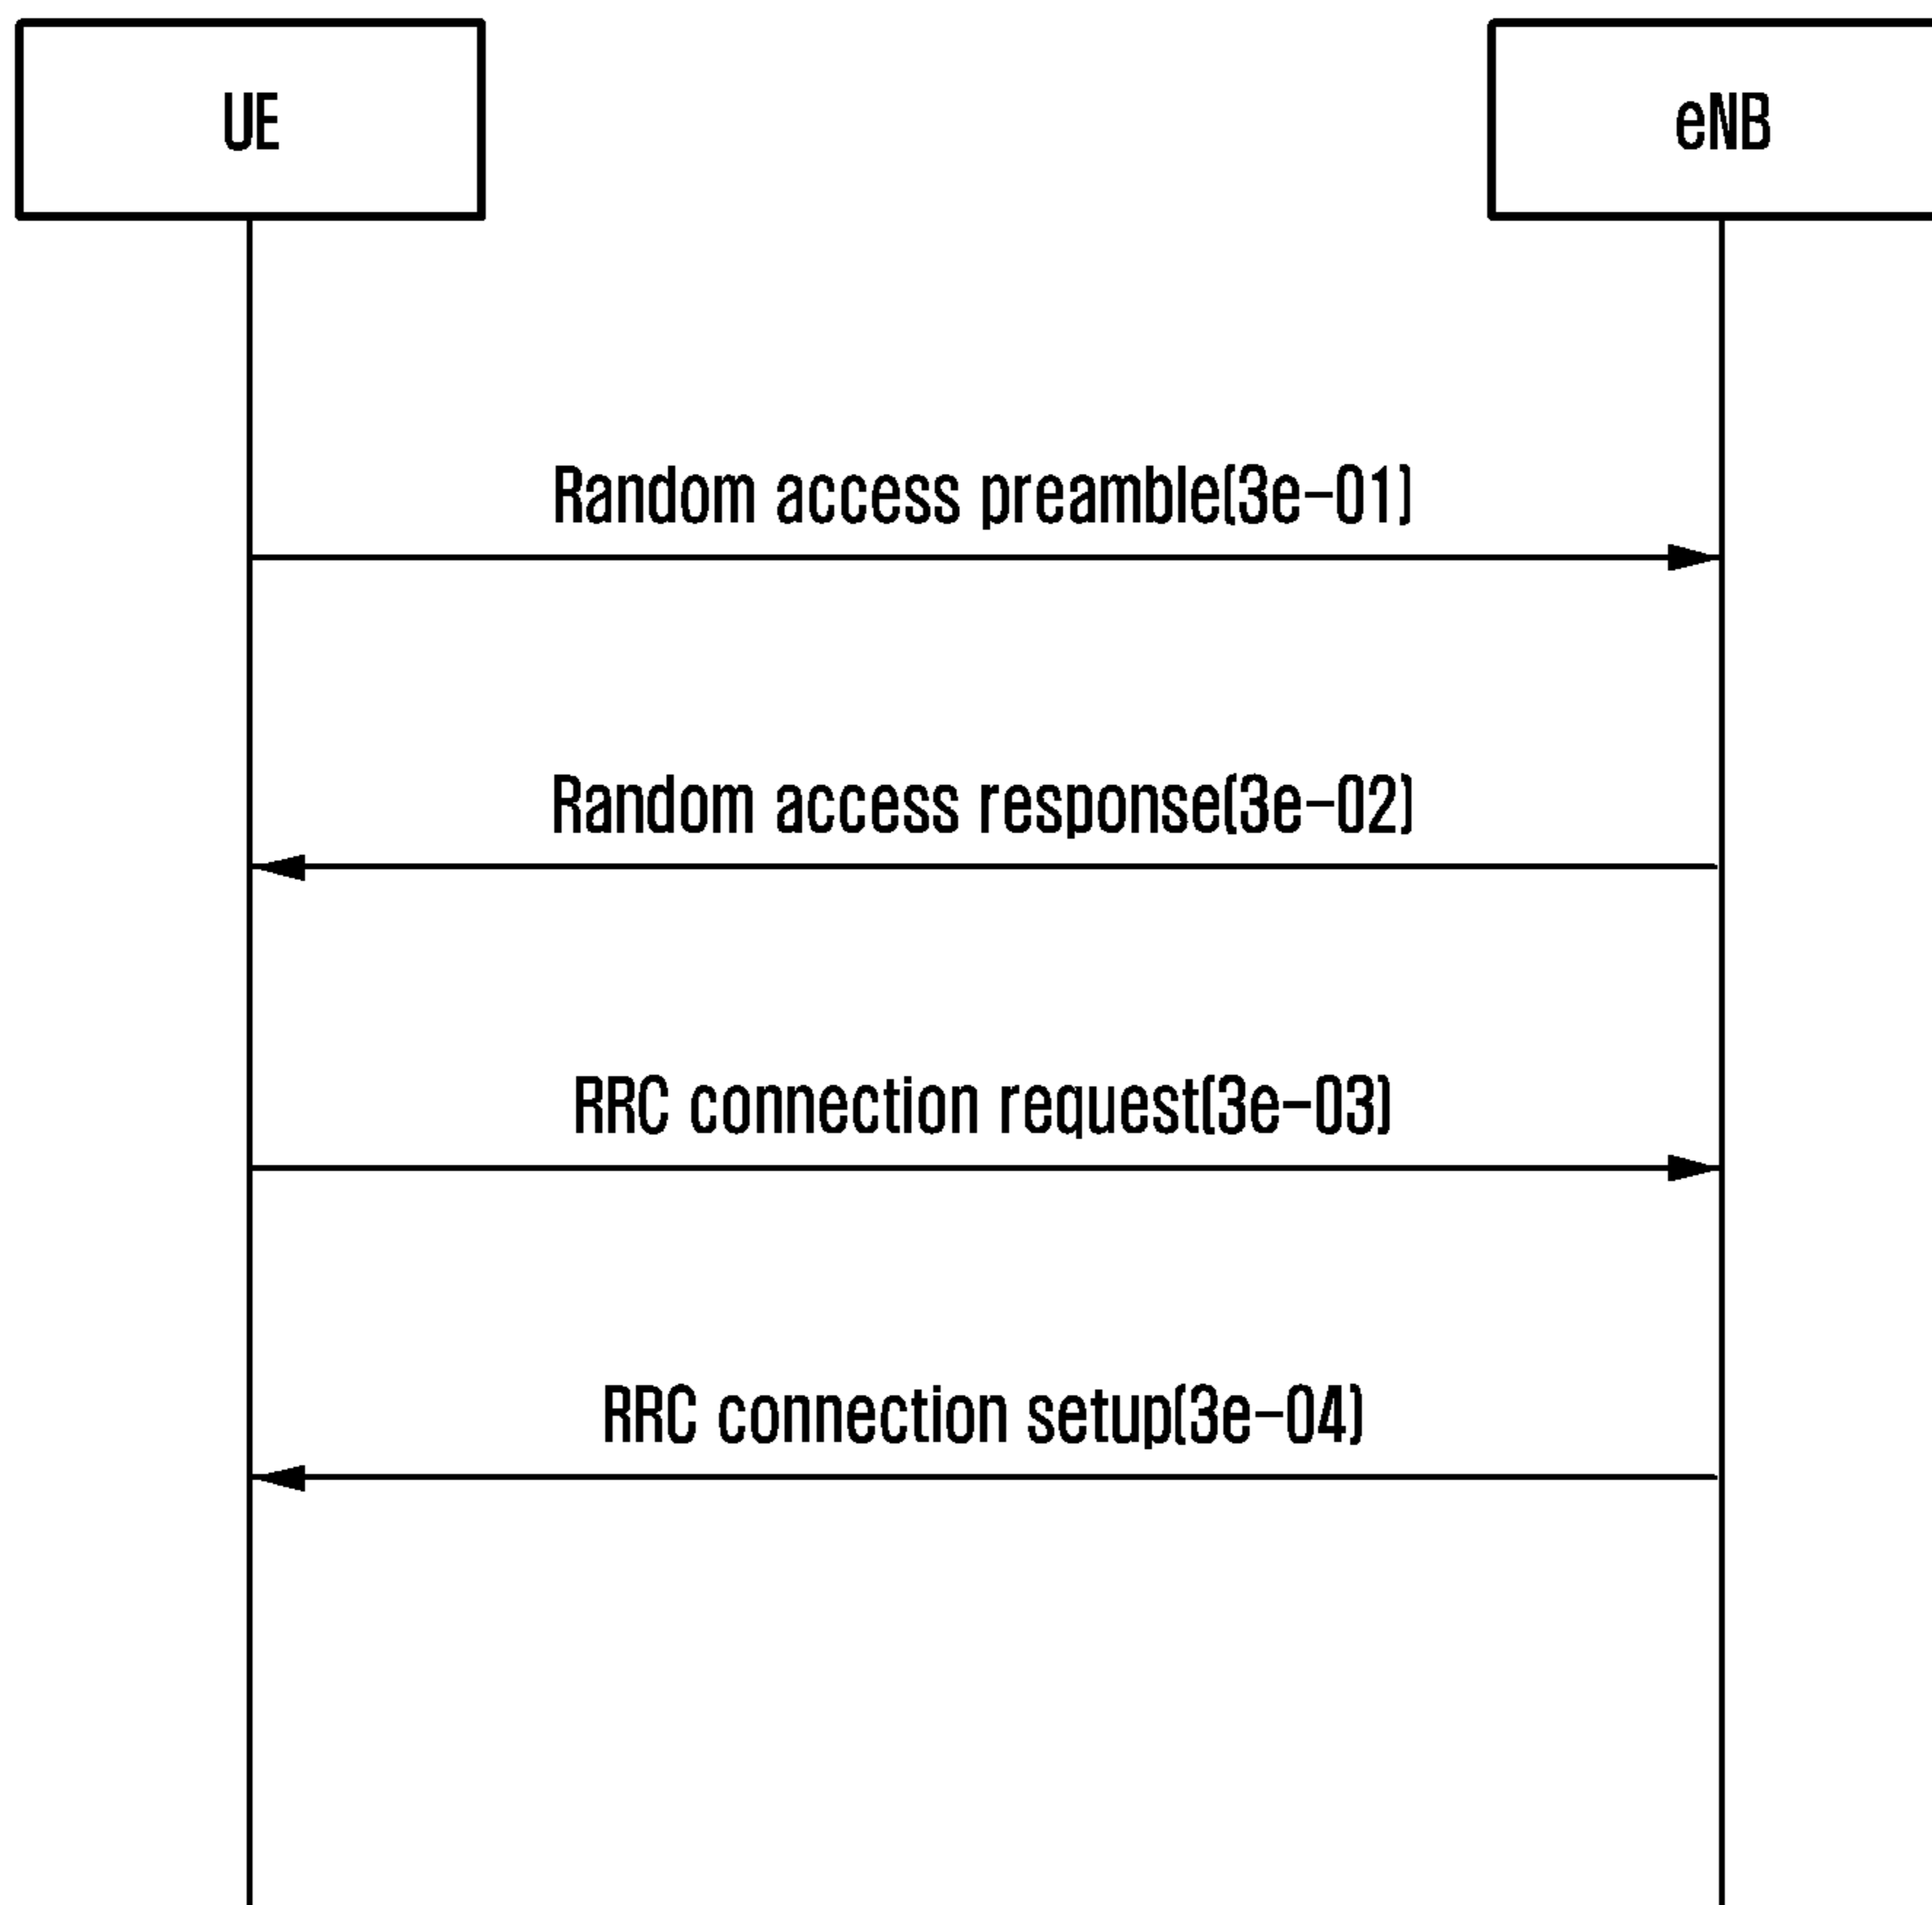 UE
eNB
Random access preamble(3e-01)
Random access response(3e-02)
RRC connection request(3e-03)
RRC connection setup(3e-04)